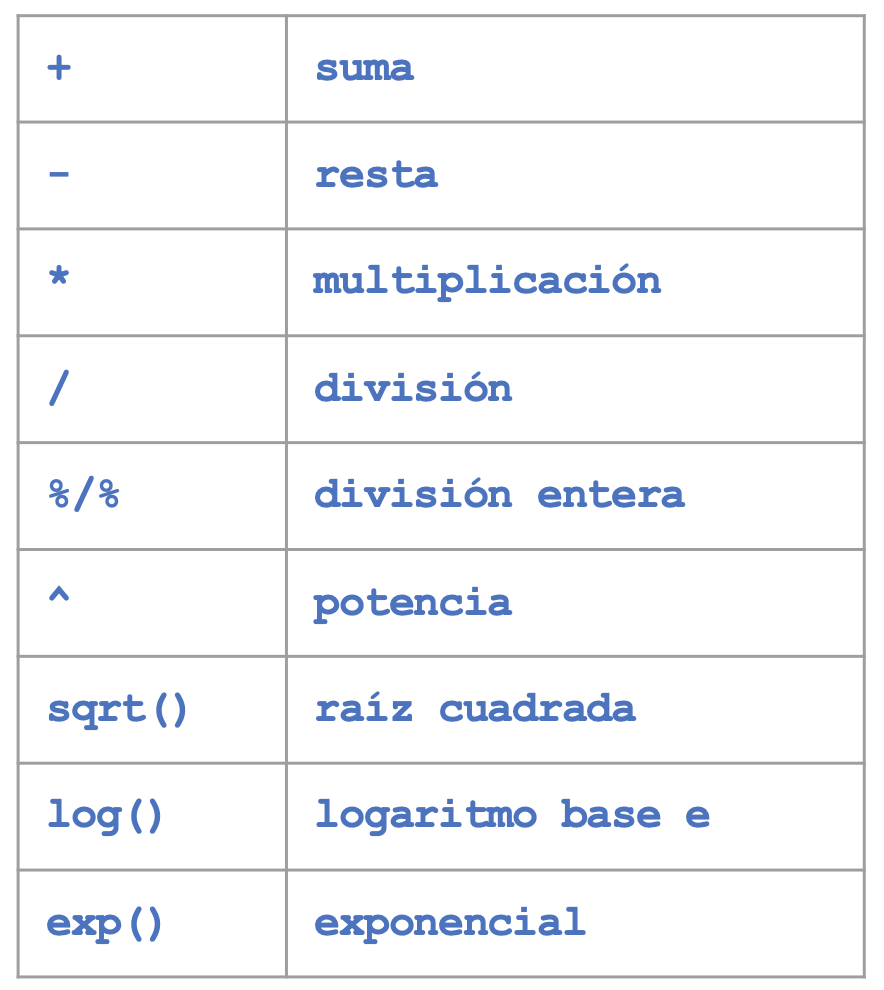 + suma
- resta
* multiplicación
/ división
%/% división entera
^ potencia
sqrt() raíz cuadrada
log() logaritmo base e
exp() exponencial